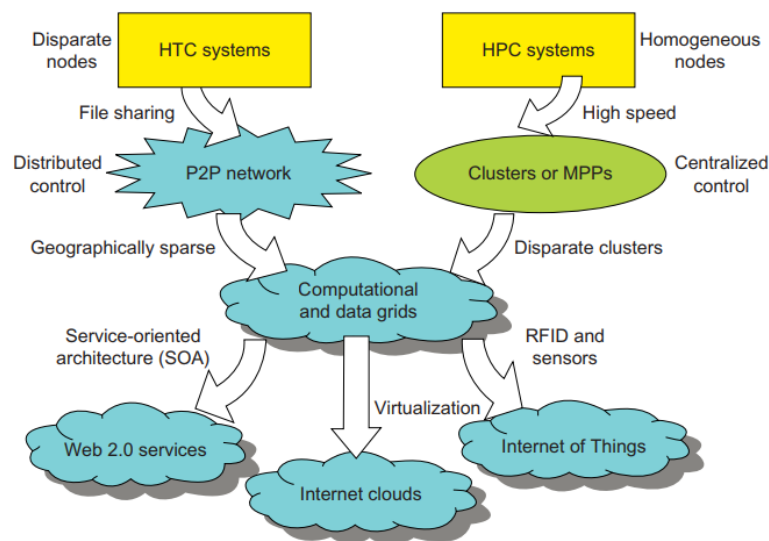 Disparate
nodes
HTC systems
HPC systems
Homogeneous
nodes
File sharing
High speed
Distributed
control
P2P network
Clusters or MPPs
Centralized
control
Geographically sparse
Disparate clusters
Computational
and data grids
Service-oriented
architecture (SOA)
RFID and
sensors
Virtualization
Web 2.0 services
Internet of Things
Internet clouds